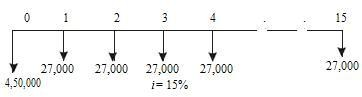 0 1 2 3 4 . . 15
27,000 27,000 27,000 27,000 27,000
4,50,000 i = 15%